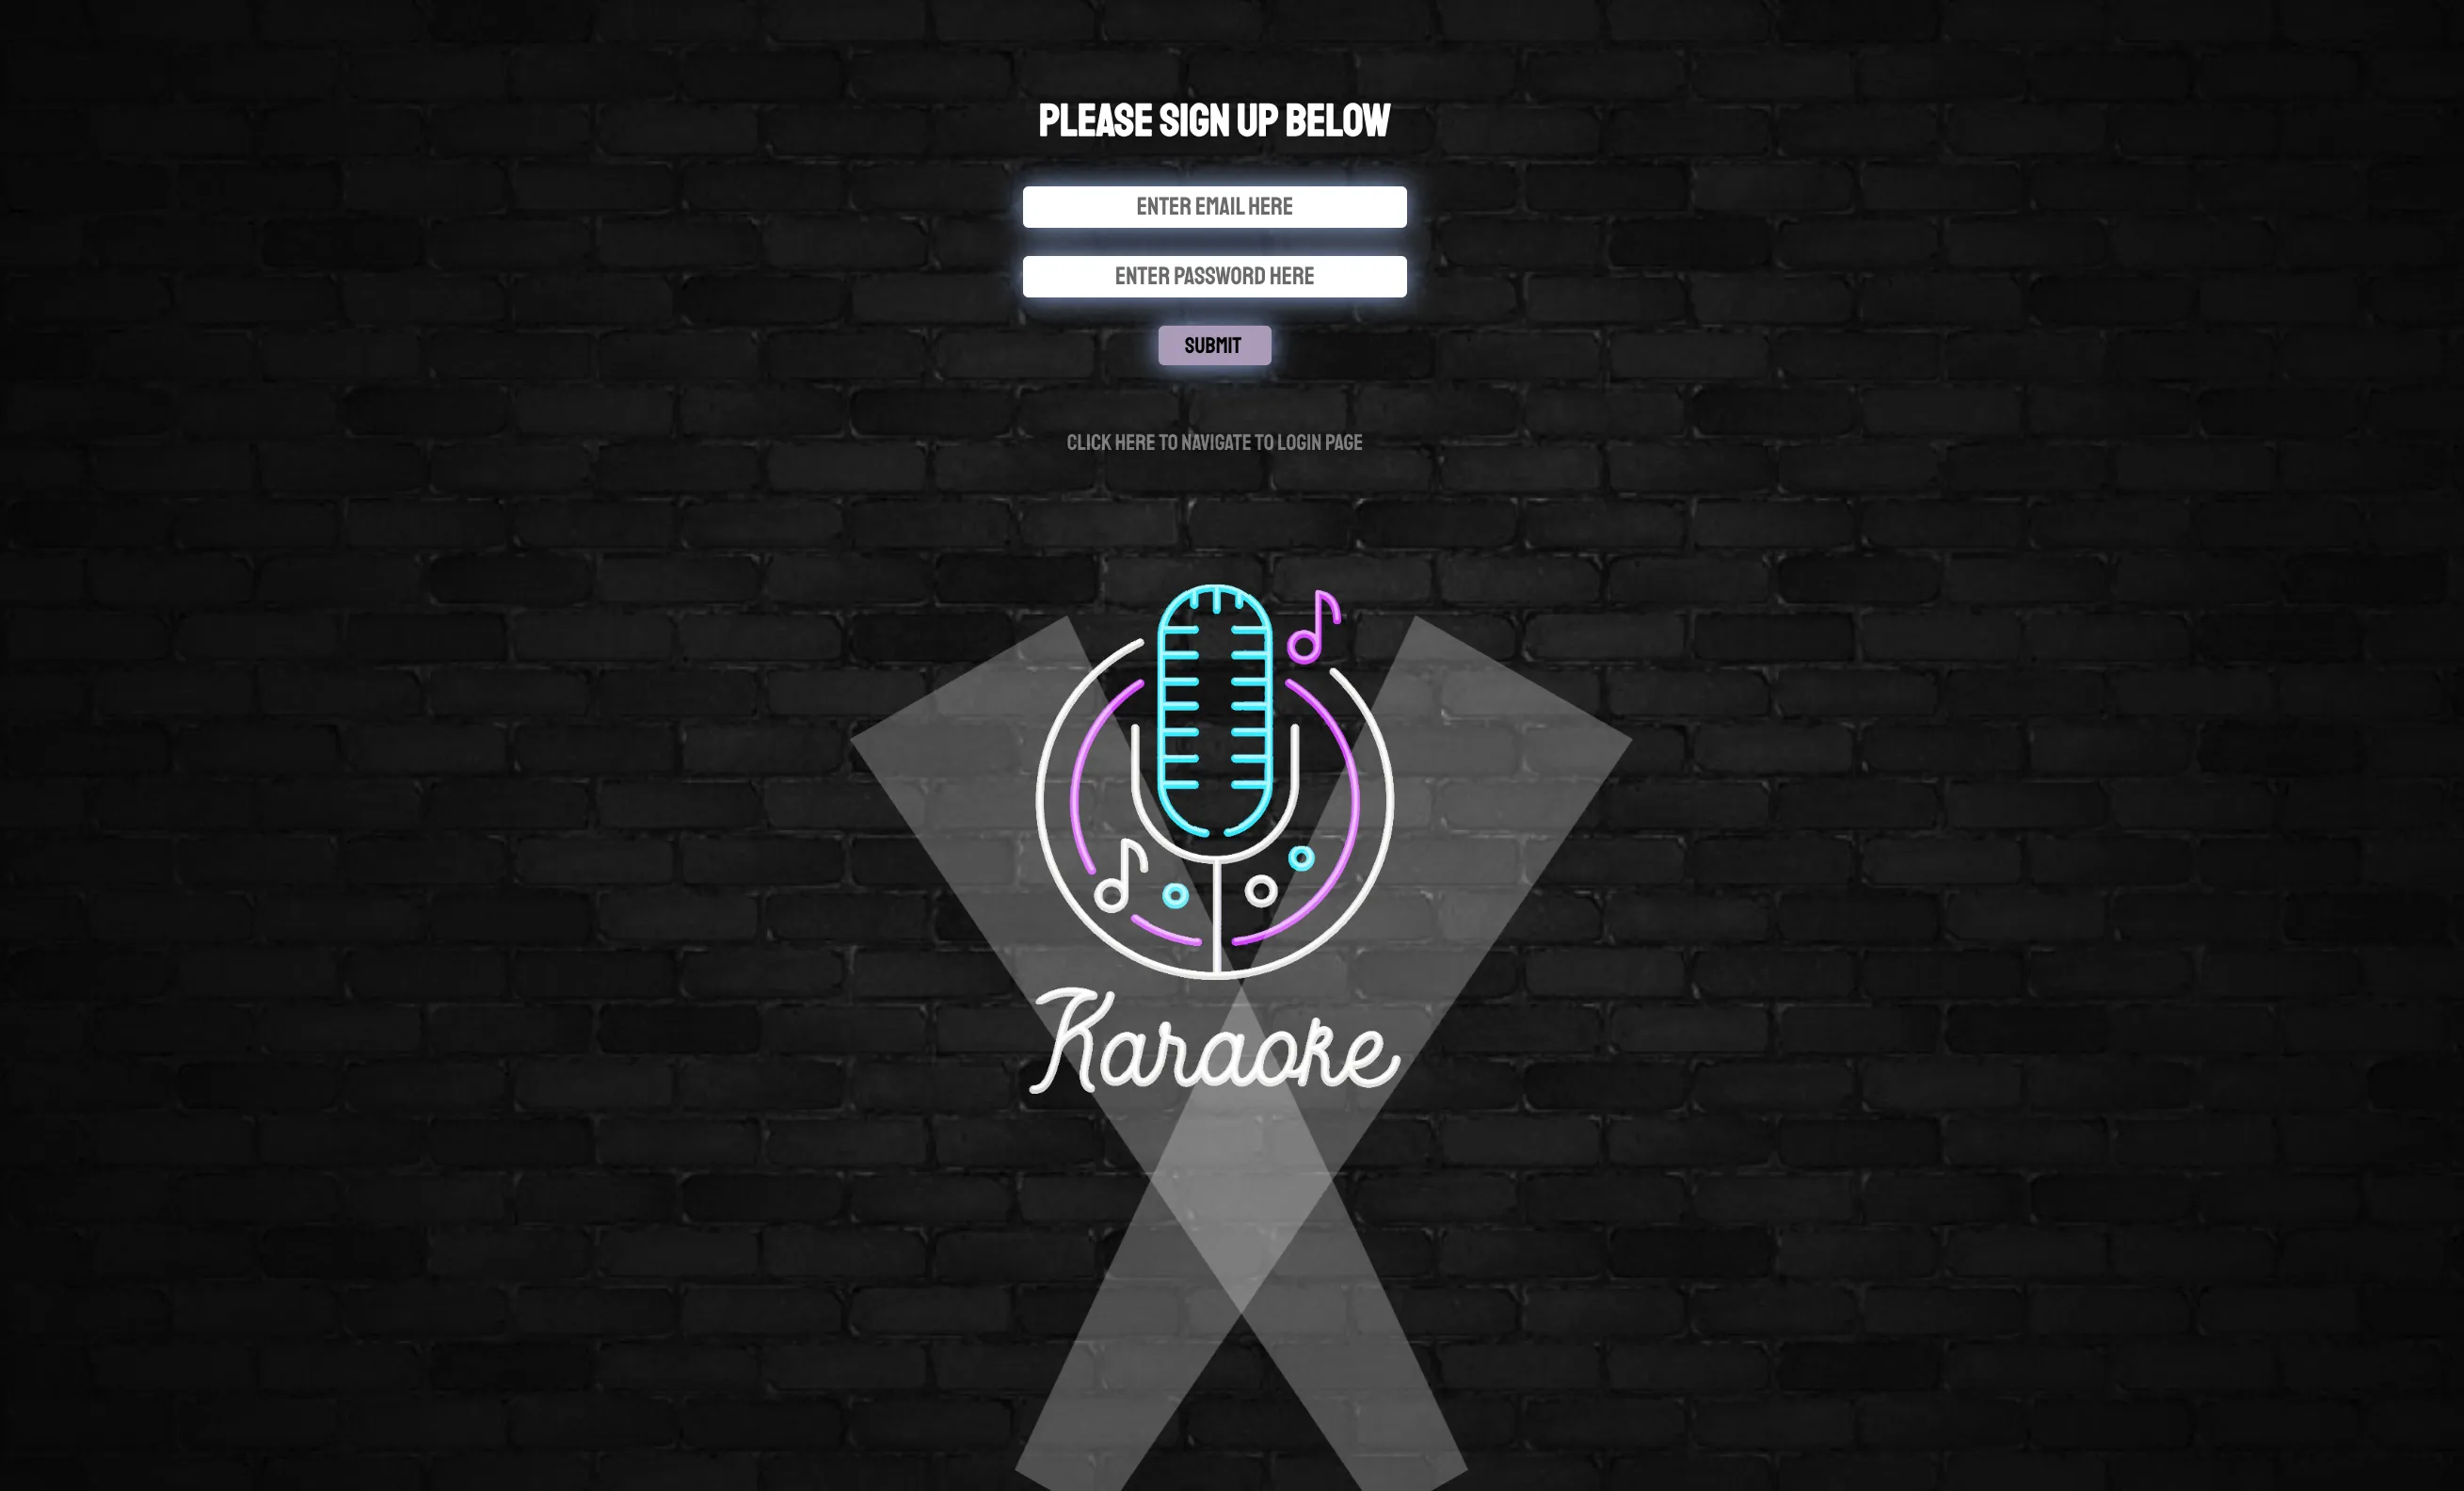 PLEASE SIGN UP BELOW
ENTER EMAIL HERE
ENTER PASSWORD HERE
SUBMIT
CLICK HERE TO NAVIGATE TO LOGIN PAGE
Karaoke